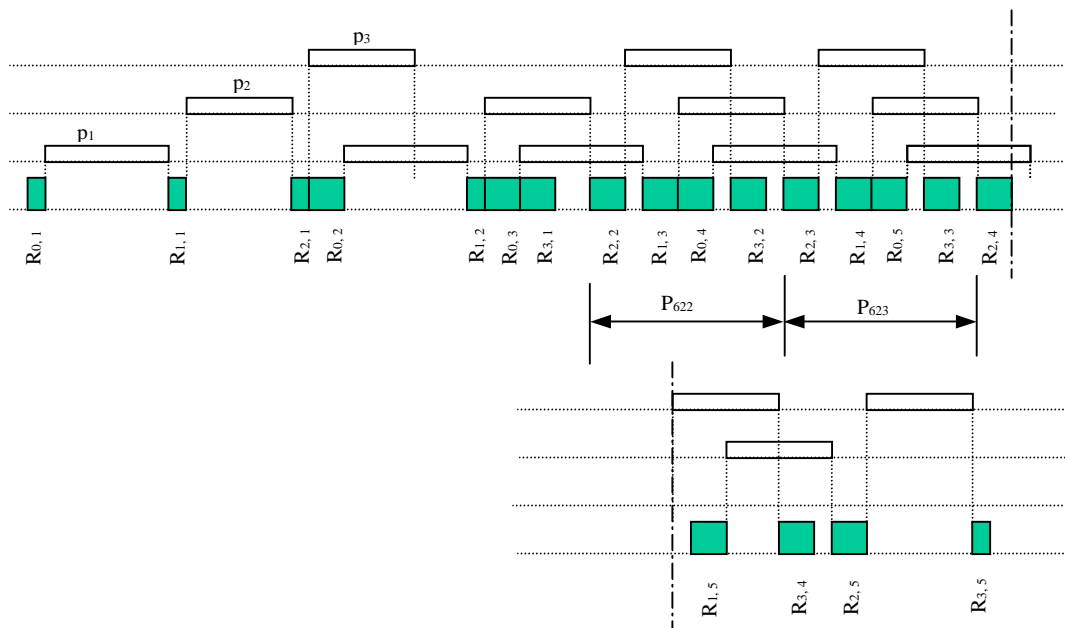 p3
p2
p1
R0, 1
R1, 1
R2, 1
R0, 2
R1, 2
R0, 3
R3, 1
R2, 2
R1, 3
R0, 4
R3, 2
R2, 3
R1, 4
R0, 5
R3, 3
R2, 4
P622
P623
R1, 5
R3, 4
R2, 5
R3, 5